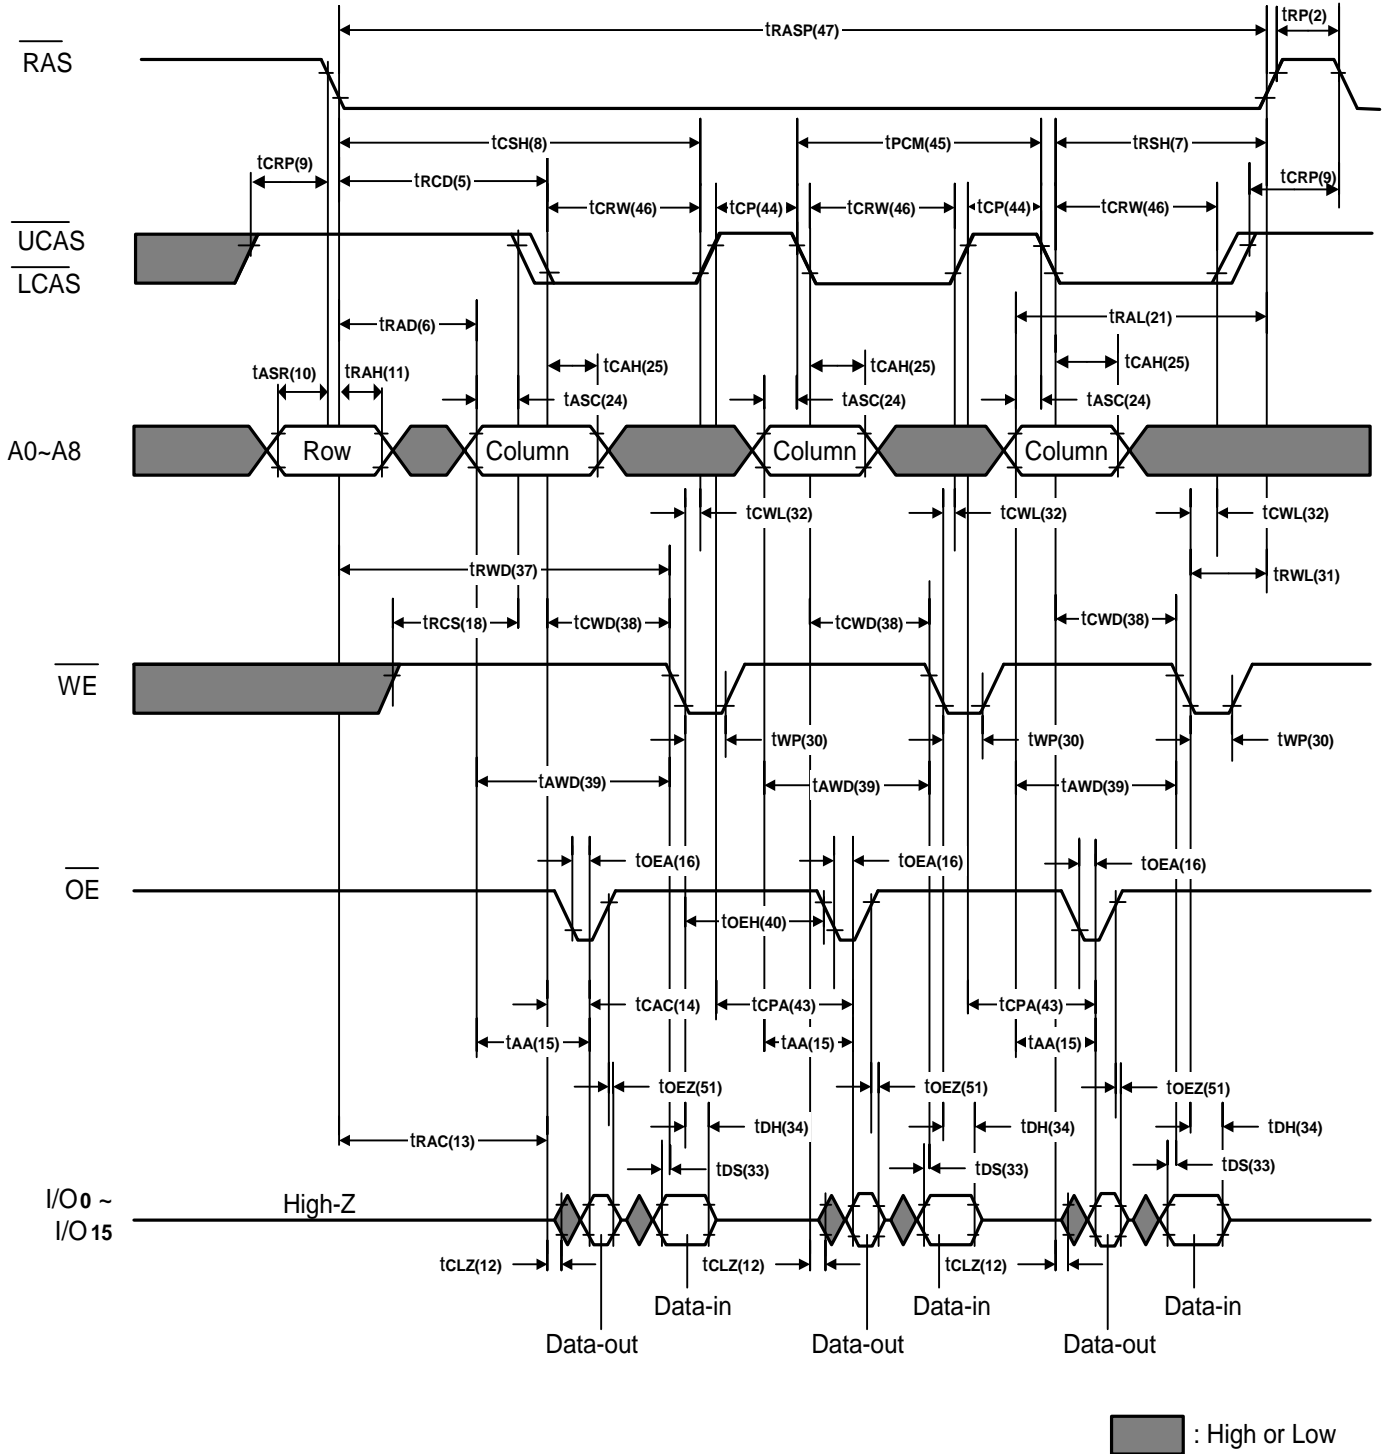 tRASP(47)
tRP(2)
RAS
tCSH(8)
tPCM(45)
tRSH(7)
tCRP(9)
tRCD(5)
tCRP(9)
tCRW(46)
tCP(44)
tCRW(46)
tCP(44)
tCRW(46)
UCAS
LCAS
tRAD(6)
tRAL(21)
tASR(10)
tRAH(11)
tCAH(25)
tCAH(25)
tCAH(25)
tASC(24)
tASC(24)
tASC(24)
A0~A8
Row
Column
Column
Column
tCWL(32)
tCWL(32)
tCWL(32)
tRWD(37)
tRWL(31)
tRCS(18)
tCWD(38)
tCWD(38)
tCWD(38)
WE
tWP(30)
tWP(30)
tWP(30)
tAWD(39)
tAWD(39)
tAWD(39)
tOEA(16)
tOEA(16)
tOEA(16)
OE
tOEH(40)
tCAC(14)
tCPA(43)
tCPA(43)
tAA(15)
tAA(15)
tAA(15)
tOEZ(51)
tOEZ(51)
tOEZ(51)
tRAC(13)
tDH(34)
tDH(34)
tDH(34)
tDS(33)
tDS(33)
tDS(33)
I/O0 ~
I/O15
High-Z
tCLZ(12)
tCLZ(12)
tCLZ(12)
Data-in
Data-in
Data-in
Data-out
Data-out
Data-out
: High or Low